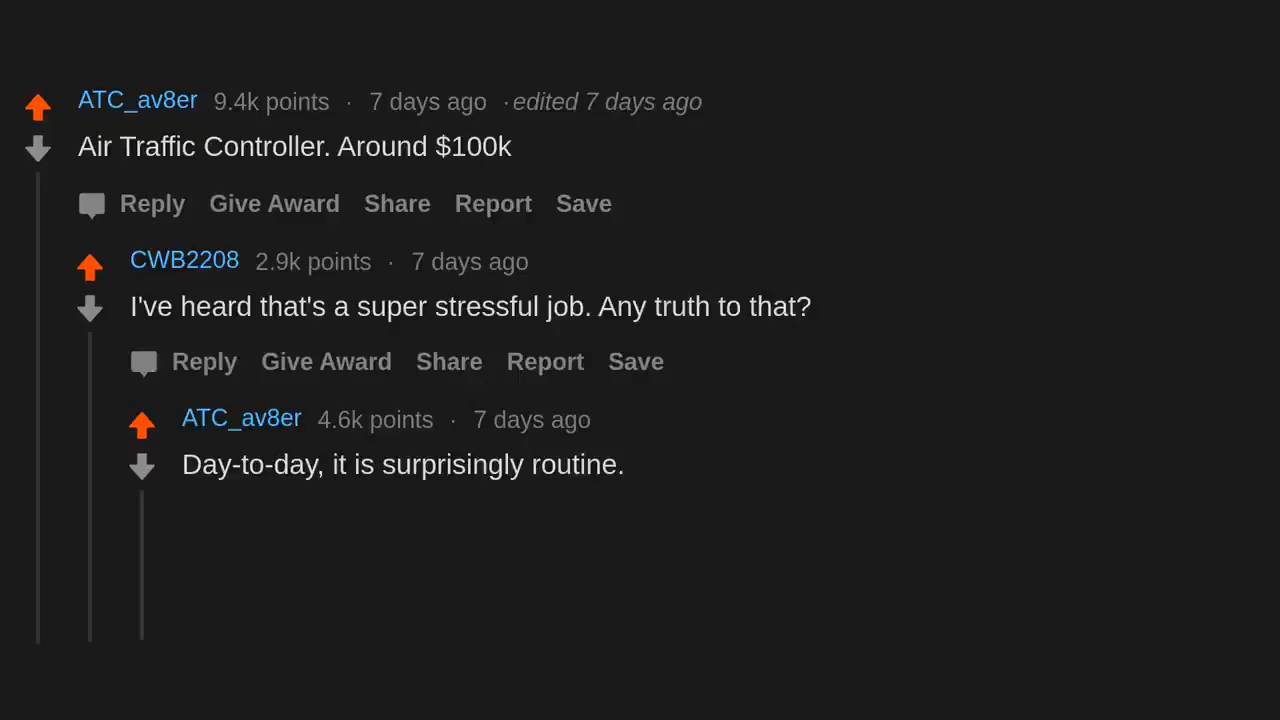 ATC_av8er 9.4k points · 7 days ago · edited 7 days ago
Air Traffic Controller. Around $100k
Reply Give Award Share Report Save
CWB2208 2.9k points · 7 days ago
I've heard that's a super stressful job. Any truth to that?
Reply Give Award Share Report Save
ATC_av8er 4.6k points · 7 days ago
Day-to-day, it is surprisingly routine.